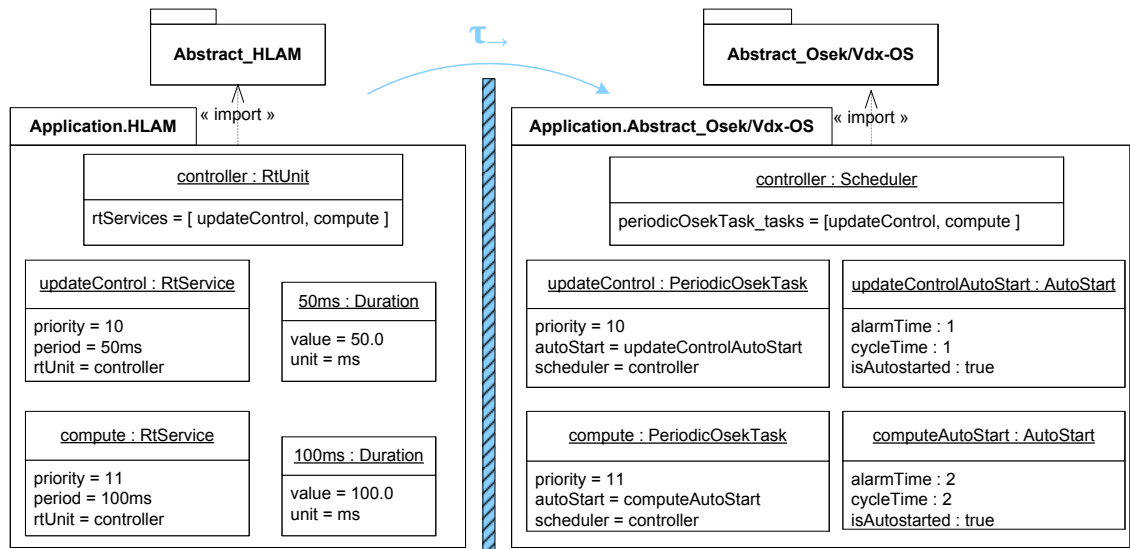 Abstract_HLAM
τ→
Abstract_Osek/Vdx-OS
« import »
« import »
Application.HLAM
Application.Abstract_Osek/Vdx-OS
controller : RtUnit
rtServices = [ updateControl, compute ]
controller : Scheduler
periodicOsekTask_tasks = [updateControl, compute ]
updateControl : RtService
priority = 10
period = 50ms
rtUnit = controller
50ms : Duration
value = 50.0
unit = ms
updateControl : PeriodicOsekTask
priority = 10
autoStart = updateControlAutoStart
scheduler = controller
updateControlAutoStart : AutoStart
alarmTime : 1
cycleTime : 1
isAutostarted : true
compute : RtService
priority = 11
period = 100ms
rtUnit = controller
100ms : Duration
value = 100.0
unit = ms
compute : PeriodicOsekTask
priority = 11
autoStart = computeAutoStart
scheduler = controller
computeAutoStart : AutoStart
alarmTime : 2
cycleTime : 2
isAutostarted : true